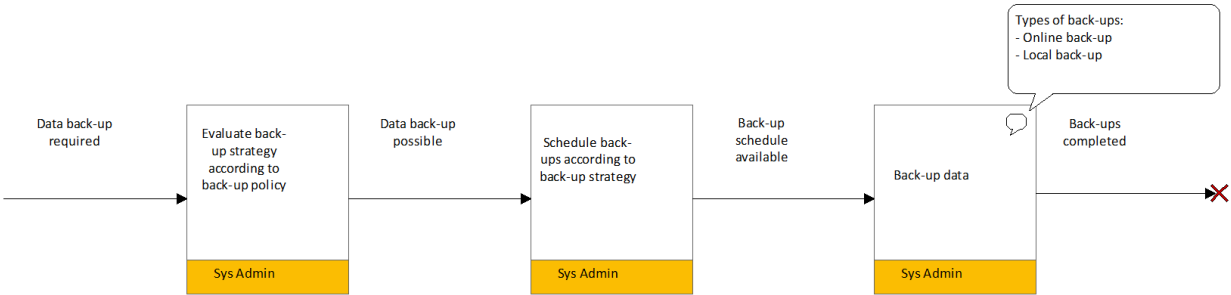 Types of back-ups:
- Online back-up
- Local back-up
Data back-up
required
Evaluate back-
up strategy
according to
back-up policy
Sys Admin
Data back-up
possible
Schedule back-
ups according to
back-up strategy
Sys Admin
Back-up
schedule
available
Back-up data
Sys Admin
Back-ups
completed